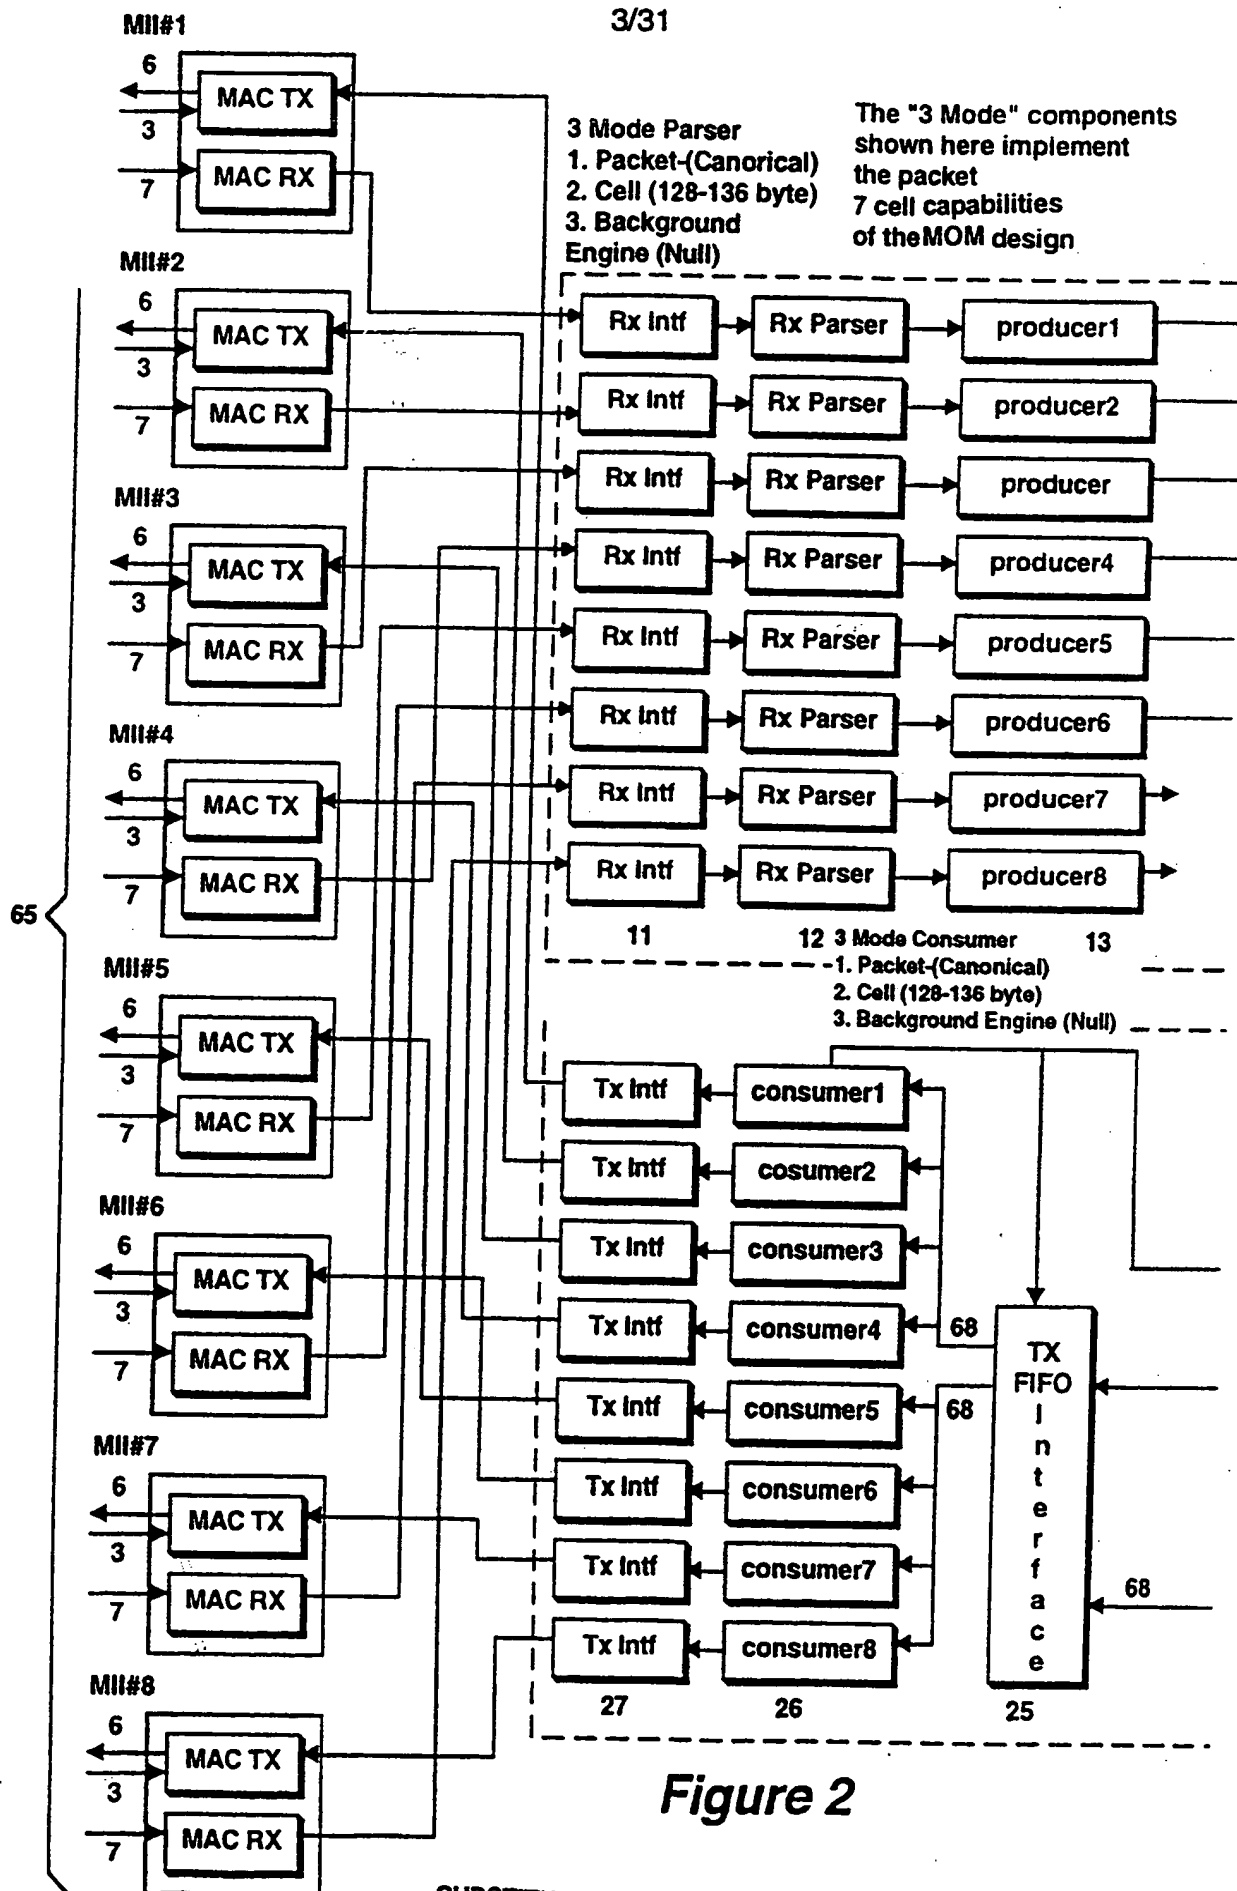 3/31
MII#1
6
MAC TX
3
MAC RX
7
3 Mode Parser
1. Packet-(Canorical)
2. Cell (128-136 byte)
3. Background
Engine (Null)
The "3 Mode" components
shown here implement
the packet
7 cell capabilities
of theMOM design
MII#2
6
MAC TX
3
MAC RX
7
MII#3
6
MAC TX
3
MAC RX
7
MII#4
6
MAC TX
3
MAC RX
7
65
MII#5
6
MAC TX
3
MAC RX
7
MII#6
6
MAC TX
3
MAC RX
7
MII#7
6
MAC TX
3
MAC RX
7
MII#8
6
MAC TX
3
MAC RX
7
Rx Intf Rx Parser producer1
Rx Intf Rx Parser producer2
Rx Intf Rx Parser producer
Rx Intf Rx Parser producer4
Rx Intf Rx Parser producer5
Rx Intf Rx Parser producer6
Rx Intf Rx Parser producer7
Rx Intf Rx Parser producer8
11 12 13
3 Mode Consumer
1. Packet-(Canonical)
2. Cell (128-136 byte)
3. Background Engine (Null)
Tx Intf consumer1
Tx Intf cosumer2
Tx Intf consumer3
Tx Intf consumer4
68
Tx Intf consumer5
68
Tx Intf consumer6
Tx Intf consumer7
Tx Intf consumer8
TX
FIFO
I
n
t
e
r
f
a
c
e
68
27 26 25
Figure 2